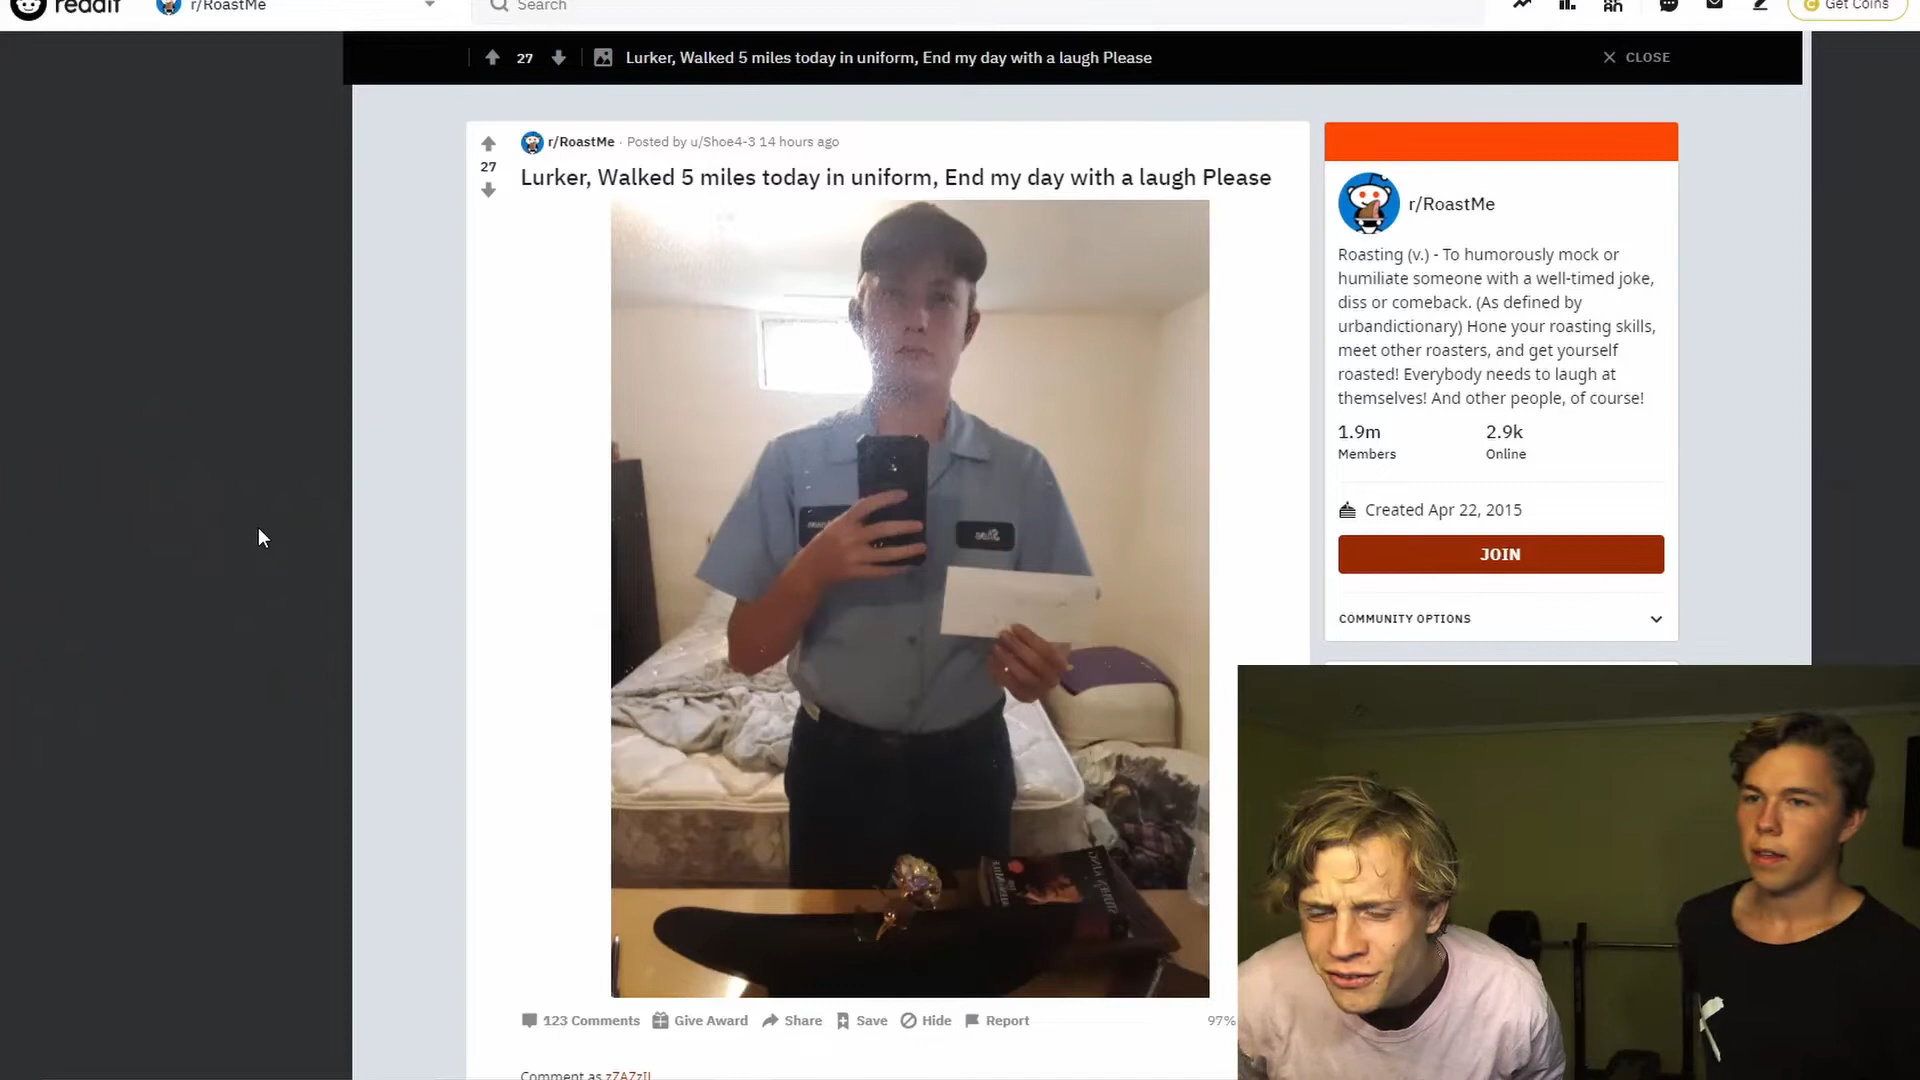 reddit
r/RoastMe
Search
Get Coins
27
Lurker, Walked 5 miles today in uniform, End my day with a laugh Please
CLOSE
r/RoastMe · Posted by u/Shoe4-3 14 hours ago
27
Lurker, Walked 5 miles today in uniform, End my day with a laugh Please
r/RoastMe
Roasting (v.) - To humorously mock or
humiliate someone with a well-timed joke,
diss or comeback. (As defined by
urbandictionary) Hone your roasting skills,
meet other roasters, and get yourself
roasted! Everybody needs to laugh at
themselves! And other people, of course!
1.9m
Members
2.9k
Online
Created Apr 22, 2015
JOIN
COMMUNITY OPTIONS
123 Comments
Give Award
Share
Save
Hide
Report
97%
Comment as